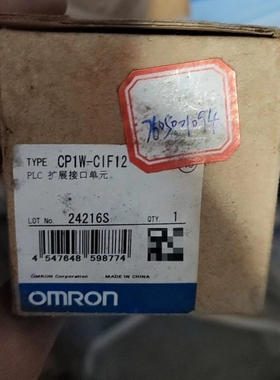 3605001094
TYPE CP1W-CIF12
PLC 扩展接口单元
LOT No. 24216S QTY 1
4 547648 598774
OMRON Corporation MADE IN CHINA
OMRON